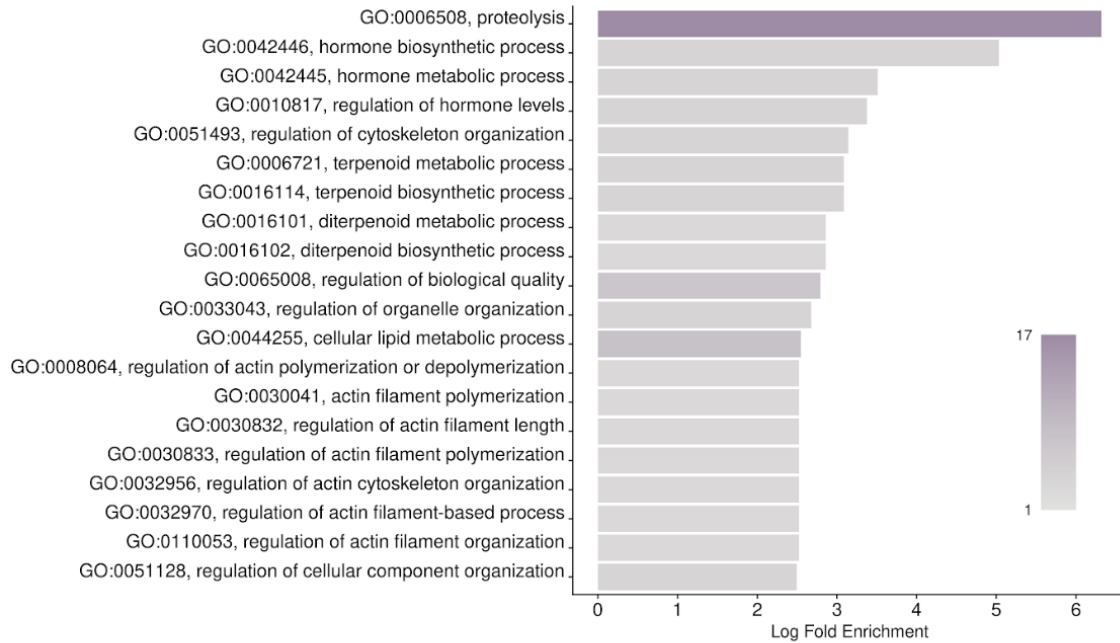 GO:0006508, proteolysis
GO:0042446, hormone biosynthetic process
GO:0042445, hormone metabolic process
GO:0010817, regulation of hormone levels
GO:0051493, regulation of cytoskeleton organization
GO:0006721, terpenoid metabolic process
GO:0016114, terpenoid biosynthetic process
GO:0016101, diterpenoid metabolic process
GO:0016102, diterpenoid biosynthetic process
GO:0065008, regulation of biological quality
GO:0033043, regulation of organelle organization
GO:0044255, cellular lipid metabolic process
GO:0008064, regulation of actin polymerization or depolymerization
GO:0030041, actin filament polymerization
GO:0030832, regulation of actin filament length
GO:0030833, regulation of actin filament polymerization
GO:0032956, regulation of actin cytoskeleton organization
GO:0032970, regulation of actin filament-based process
GO:0110053, regulation of actin filament organization
GO:0051128, regulation of cellular component organization
17
1
0 1 2 3 4 5 6
Log Fold Enrichment